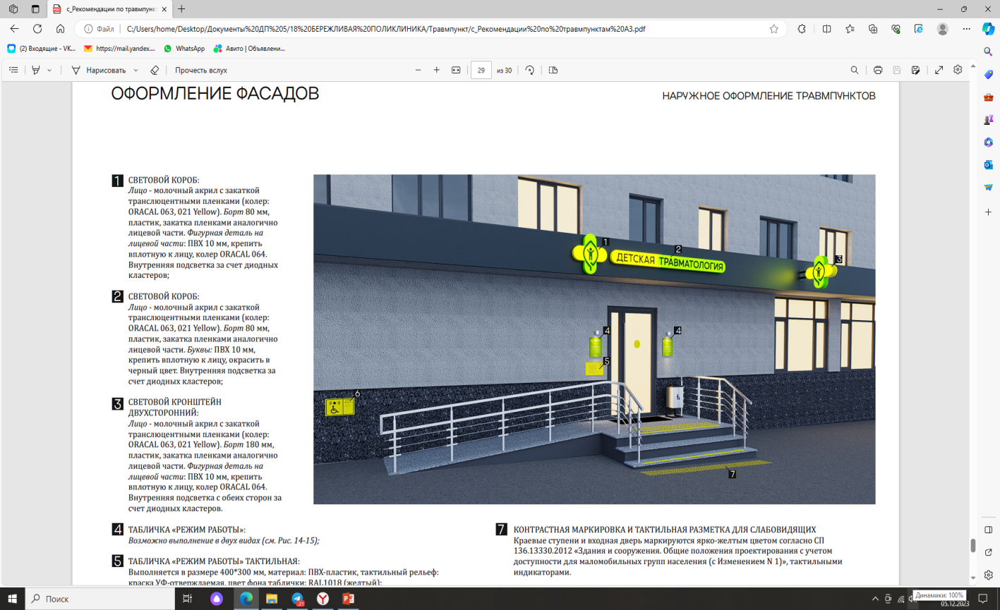 с_Рекомендации по травмпункт
Файл
C:/Users/home/Desktop/Документы%20ДП%205/18%20БЕРЕЖЛИВАЯ%20ПОЛИКЛИНИКА/Травмпункт/с_Рекомендации%20по%20травмпунктам%20A3.pdf
(2) Входящие - VK...
https://mail.yandex....
WhatsApp
Авито | Объявлени...
Нарисовать
Прочесть вслух
29
из 30
ОФОРМЛЕНИЕ ФАСАДОВ
НАРУЖНОЕ ОФОРМЛЕНИЕ ТРАВМПУНКТОВ
1 СВЕТОВОЙ КОРОБ:
Лицо - молочный акрил с закаткой
транслюцентными пленками (колер:
ORACAL 063, 021 Yellow). Борт 80 мм,
пластик, закатка пленками аналогично
лицевой части. Фигурная деталь на
лицевой части: ПВХ 10 мм, крепить
вплотную к лицу, колер ORACAL 064.
Внутренняя подсветка за счет диодных
кластеров;
2 СВЕТОВОЙ КОРОБ:
Лицо - молочный акрил с закаткой
транслюцентными пленками (колер:
ORACAL 063, 021 Yellow). Борт 80 мм,
пластик, закатка пленками аналогично
лицевой части. Буквы: ПВХ 10 мм,
крепить вплотную к лицу, окрасить в
черный цвет. Внутренняя подсветка за
счет диодных кластеров;
3 СВЕТОВОЙ КРОНШТЕЙН
ДВУХСТОРОННИЙ:
Лицо - молочный акрил с закаткой
транслюцентными пленками (колер:
ORACAL 063, 021 Yellow). Борт 180 мм,
пластик, закатка пленками аналогично
лицевой части. Фигурная деталь на
лицевой части: ПВХ 10 мм, крепить
вплотную к лицу, колер ORACAL 064.
Внутренняя подсветка с обеих сторон за
счет диодных кластеров.
1
2
3
ДЕТСКАЯ ТРАВМАТОЛОГИЯ
4
4
5
6
7
4 ТАБЛИЧКА «РЕЖИМ РАБОТЫ»:
Возможно выполнение в двух видах (см. Рис. 14-15);
5 ТАБЛИЧКА «РЕЖИМ РАБОТЫ» ТАКТИЛЬНАЯ:
Выполняется в размере 400*300 мм, материал: ПВХ-пластик, тактильный рельеф:
краска УФ-отверждаемая, цвет фона таблички: RAL1018 (желтый);
7 КОНТРАСТНАЯ МАРКИРОВКА И ТАКТИЛЬНАЯ РАЗМЕТКА ДЛЯ СЛАБОВИДЯЩИХ
Краевые ступени и входная дверь маркируются ярко-желтым цветом согласно СП
136.13330.2012 «Здания и сооружения. Общие положения проектирования с учетом
доступности для маломобильных групп населения (с Изменением N 1)», тактильными
индикаторами.
Поиск
21
Динамики: 100%
05.12.2023